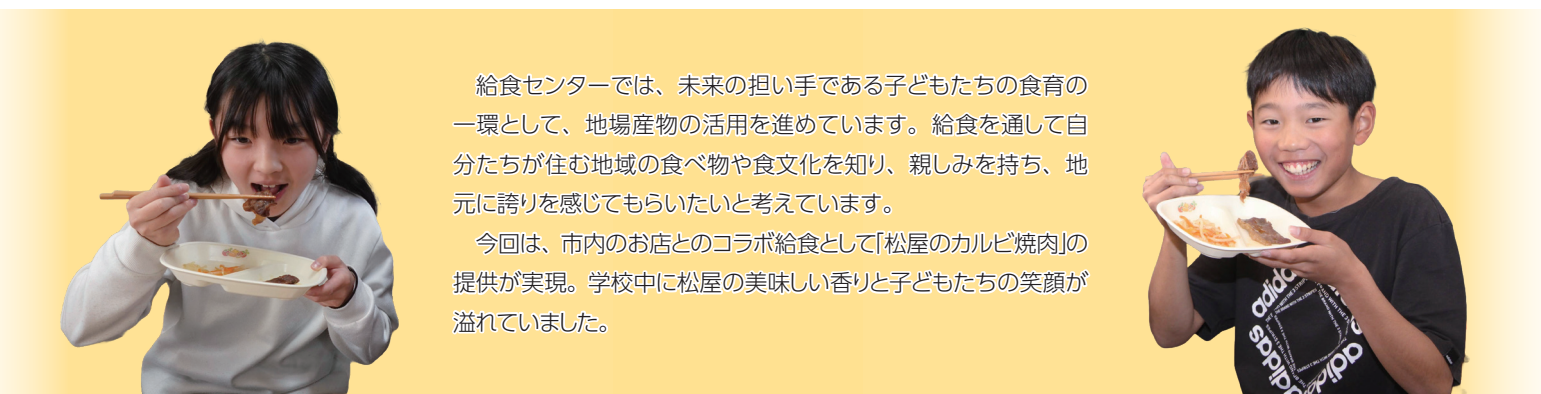 給食センターでは、未来の担い手である子どもたちの食育の
一環として、地場産物の活用を進めています。給食を通して自
分たちが住む地域の食べ物や食文化を知り、親しみを持ち、地
元に誇りを感じてもらいたいと考えています。
　今回は、市内のお店とのコラボ給食として「松屋のカルビ焼肉」の
提供が実現。学校中に松屋の美味しい香りと子どもたちの笑顔が
溢れていました。
adidas
adidas
adidas